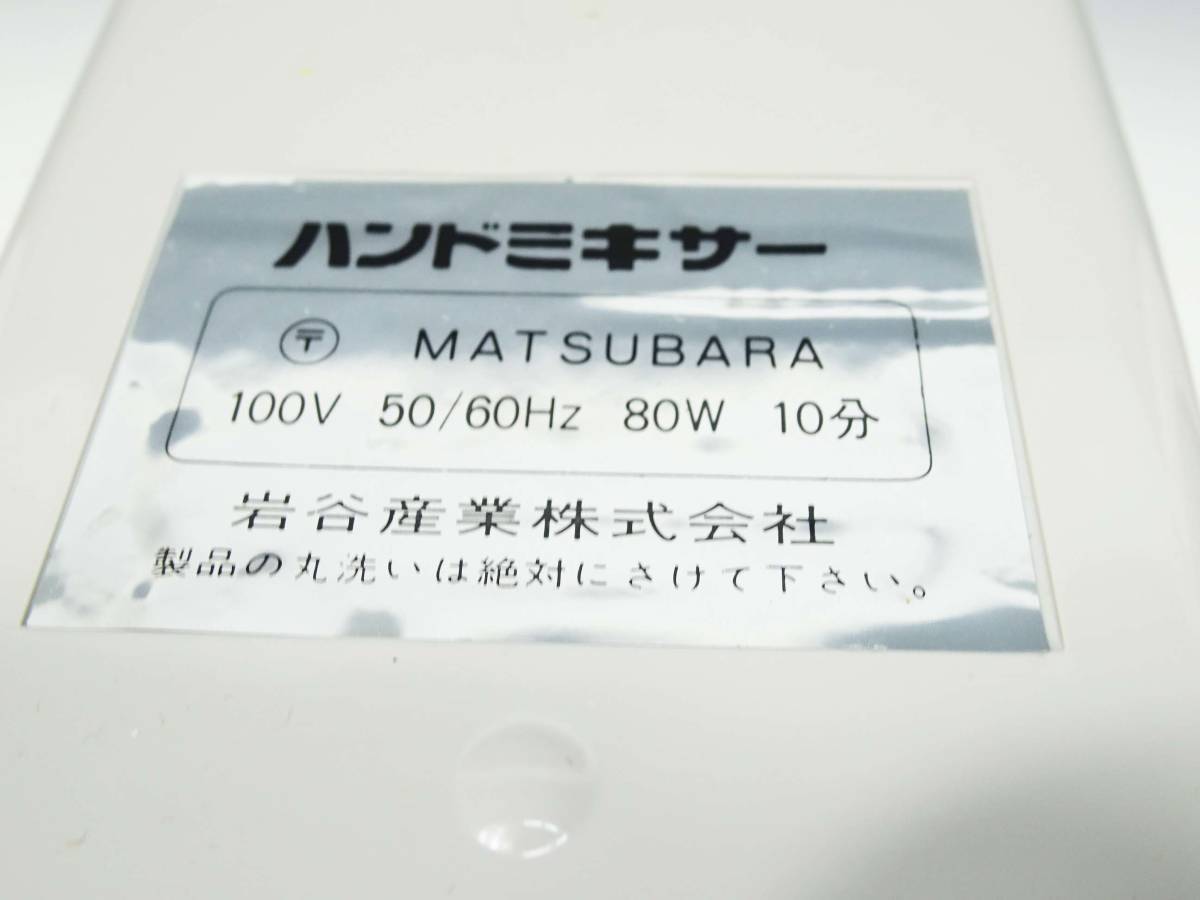 ハンドミキサー
〒 MATSUBARA
100V 50/60Hz 80W 10分
岩谷産業株式会社
製品の丸洗いは絶対にさけて下さい。